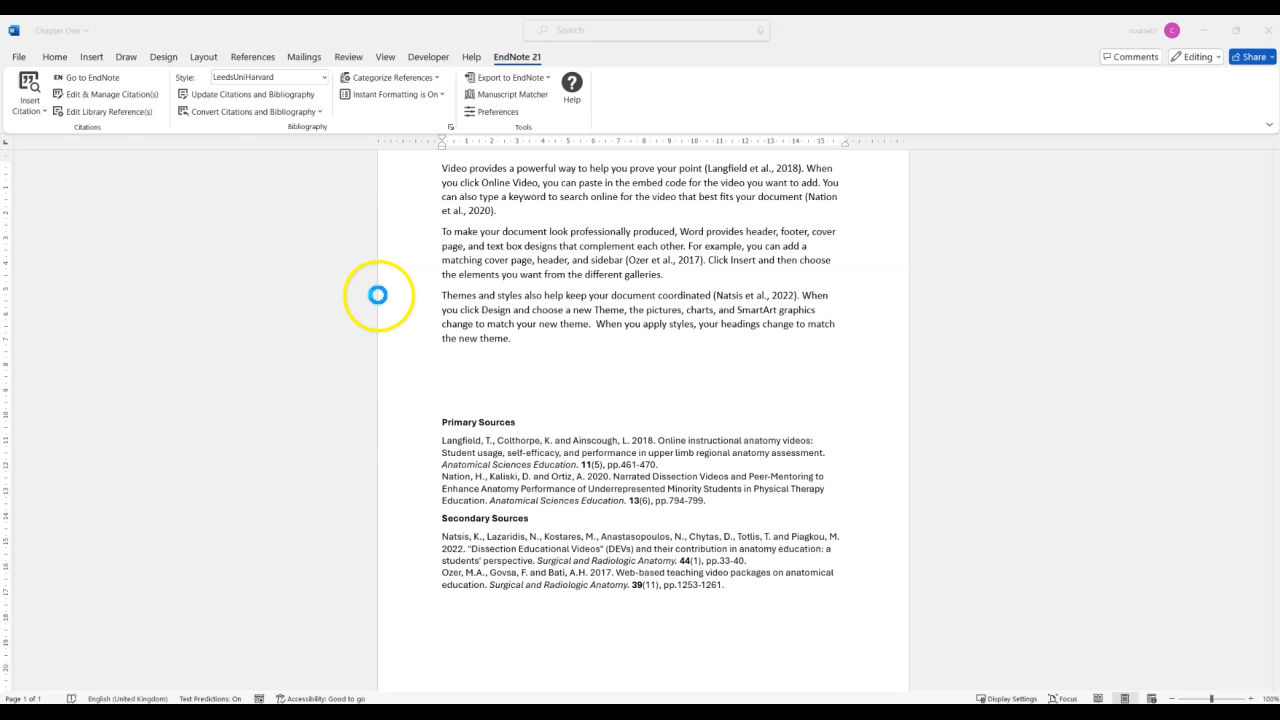 Chapter One
Search
course01
C
File Home Insert Draw Design Layout References Mailings Review View Developer Help EndNote 21
Comments Editing Share
Insert Citation
EN Go to EndNote
Edit & Manage Citation(s)
Edit Library Reference(s)
Citations
Style: LeedsUniHarvard
Update Citations and Bibliography
Convert Citations and Bibliography
Categorize References
Instant Formatting is On
Bibliography
Export to EndNote
Manuscript Matcher
Preferences
Help
Tools
1 2 3 4 5 6 7 8 9 10 11 12 13 14 15
Video provides a powerful way to help you prove your point (Langfield et al., 2018). When
you click Online Video, you can paste in the embed code for the video you want to add. You
can also type a keyword to search online for the video that best fits your document (Nation
et al., 2020).
To make your document look professionally produced, Word provides header, footer, cover
page, and text box designs that complement each other. For example, you can add a
matching cover page, header, and sidebar (Ozer et al., 2017). Click Insert and then choose
the elements you want from the different galleries.
Themes and styles also help keep your document coordinated (Natsis et al., 2022). When
you click Design and choose a new Theme, the pictures, charts, and SmartArt graphics
change to match your new theme.  When you apply styles, your headings change to match
the new theme.
Primary Sources
Langfield, T., Colthorpe, K. and Ainscough, L. 2018. Online instructional anatomy videos:
Student usage, self-efficacy, and performance in upper limb regional anatomy assessment.
Anatomical Sciences Education. 11(5), pp.461-470.
Nation, H., Kaliski, D. and Ortiz, A. 2020. Narrated Dissection Videos and Peer-Mentoring to
Enhance Anatomy Performance of Underrepresented Minority Students in Physical Therapy
Education. Anatomical Sciences Education. 13(6), pp.794-799.
Secondary Sources
Natsis, K., Lazaridis, N., Kostares, M., Anastasopoulos, N., Chytas, D., Totlis, T. and Piagkou, M.
2022. "Dissection Educational Videos" (DEVs) and their contribution in anatomy education: a
students' perspective. Surgical and Radiologic Anatomy. 44(1), pp.33-40.
Ozer, M.A., Govsa, F. and Bati, A.H. 2017. Web-based teaching video packages on anatomical
education. Surgical and Radiologic Anatomy. 39(11), pp.1253-1261.
Page 1 of 1 English (United Kingdom) Text Predictions: On Accessibility: Good to go Display Settings Focus 100%